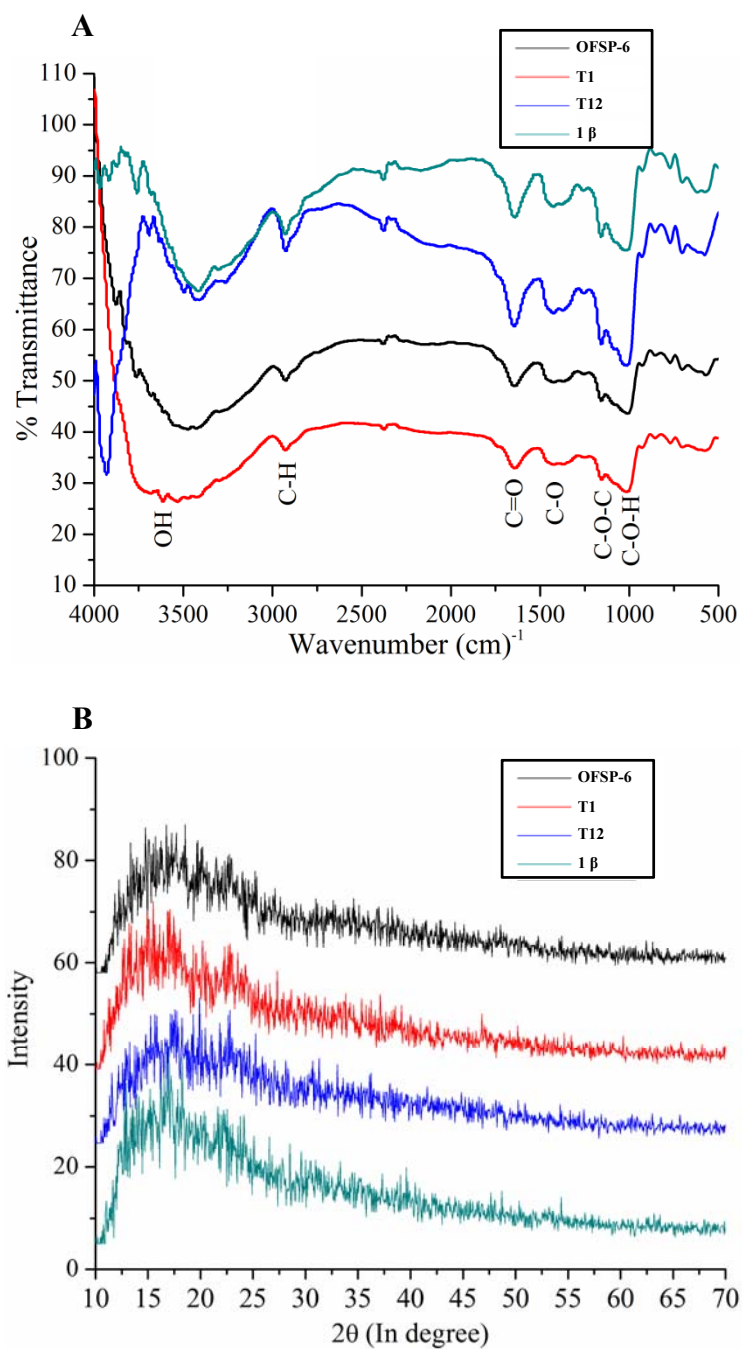 A
OFSP-6
T1
T12
1 β
110
100
90
80
70
60
50
40
30
20
10
% Transmittance
OH
C-H
C=O
C-O
C-O-C
C-O-H
4000 3500 3000 2500 2000 1500 1000 500
Wavenumber (cm)-1
B
OFSP-6
T1
T12
1 β
100
80
60
40
20
0
Intensity
10 15 20 25 30 35 40 45 50 55 60 65 70
2θ (In degree)